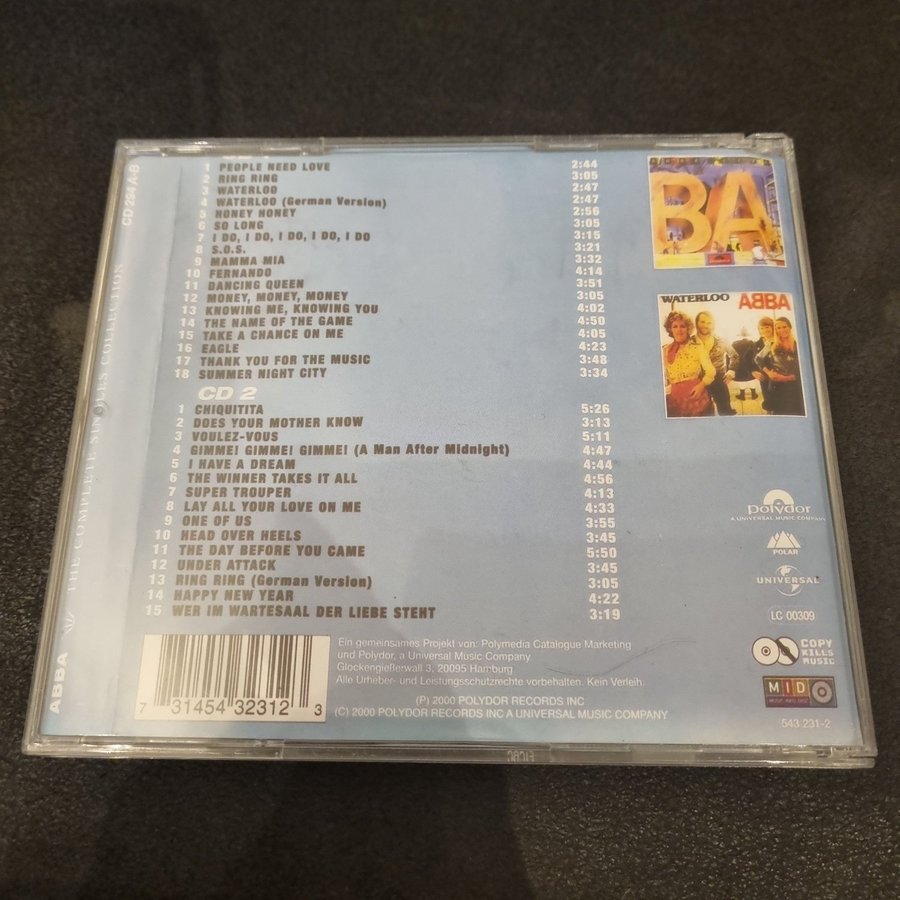 CD 294 A-B
THE COMPLETE SINGLES COLLECTION
ABBA
1 PEOPLE NEED LOVE 2:44
2 RING RING 3:05
3 WATERLOO 2:47
4 WATERLOO (German Version) 2:47
5 HONEY HONEY 2:56
6 SO LONG 3:05
7 I DO, I DO, I DO, I DO, I DO 3:15
8 S.O.S. 3:21
9 MAMMA MIA 3:32
10 FERNANDO 4:14
11 DANCING QUEEN 3:51
12 MONEY, MONEY, MONEY 3:05
13 KNOWING ME, KNOWING YOU 4:02
14 THE NAME OF THE GAME 4:50
15 TAKE A CHANCE ON ME 4:05
16 EAGLE 4:23
17 THANK YOU FOR THE MUSIC 3:48
18 SUMMER NIGHT CITY 3:34
CD 2
1 CHIQUITITA 5:26
2 DOES YOUR MOTHER KNOW 3:13
3 VOULEZ-VOUS 5:11
4 GIMME! GIMME! GIMME! (A Man After Midnight) 4:47
5 I HAVE A DREAM 4:44
6 THE WINNER TAKES IT ALL 4:56
7 SUPER TROUPER 4:13
8 LAY ALL YOUR LOVE ON ME 4:33
9 ONE OF US 3:55
10 HEAD OVER HEELS 3:45
11 THE DAY BEFORE YOU CAME 5:50
12 UNDER ATTACK 3:45
13 RING RING (German Version) 3:05
14 HAPPY NEW YEAR 4:22
15 WER IM WARTESAAL DER LIEBE STEHT 3:19
BA
WATERLOO ABBA
polydor
A UNIVERSAL MUSIC COMPANY
POLAR
UNIVERSAL
LC 00309
COPY
KILLS
MUSIC
MID
543 231-2
7 31454 32312 3
Ein gemeinsames Projekt von: Polymedia Catalogue Marketing
und Polydor, a Universal Music Company
Glockengießerwall 3, 20095 Hamburg
Alle Urheber- und Leistungsschutzrechte vorbehalten. Kein Verleih.
(P) 2000 POLYDOR RECORDS INC
(C) 2000 POLYDOR RECORDS INC A UNIVERSAL MUSIC COMPANY